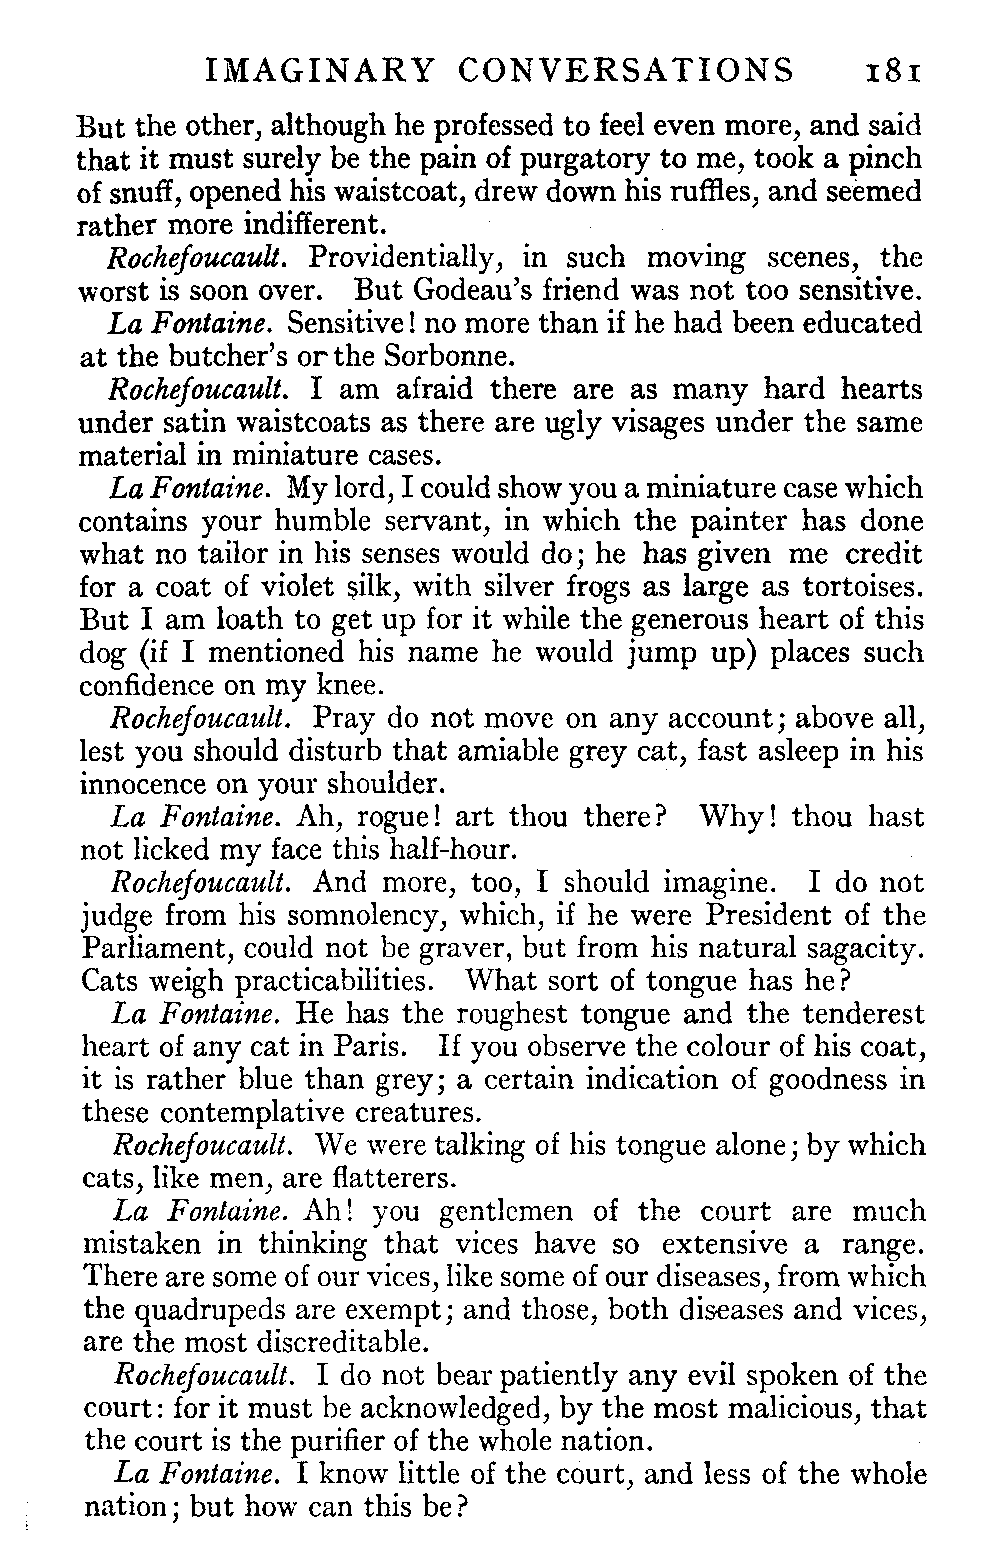 IMAGINARY CONVERSATIONS 181
But the other, although he professed to feel even more, and said
that it must surely be the pain of purgatory to me, took a pinch
of snuff, opened his waistcoat, drew down his ruffles, and seemed
rather more indifferent.
Rochefoucault. Providentially, in such moving scenes, the
worst is soon over. But Godeau's friend was not too sensitive.
La Fontaine. Sensitive! no more than if he had been educated
at the butcher's or the Sorbonne.
Rochefoucault. I am afraid there are as many hard hearts
under satin waistcoats as there are ugly visages under the same
material in miniature cases.
La Fontaine. My lord, I could show you a miniature case which
contains your humble servant, in which the painter has done
what no tailor in his senses would do; he has given me credit
for a coat of violet silk, with silver frogs as large as tortoises.
But I am loath to get up for it while the generous heart of this
dog (if I mentioned his name he would jump up) places such
confidence on my knee.
Rochefoucault. Pray do not move on any account; above all,
lest you should disturb that amiable grey cat, fast asleep in his
innocence on your shoulder.
La Fontaine. Ah, rogue! art thou there? Why! thou hast
not licked my face this half-hour.
Rochefoucault. And more, too, I should imagine. I do not
judge from his somnolency, which, if he were President of the
Parliament, could not be graver, but from his natural sagacity.
Cats weigh practicabilities. What sort of tongue has he?
La Fontaine. He has the roughest tongue and the tenderest
heart of any cat in Paris. If you observe the colour of his coat,
it is rather blue than grey; a certain indication of goodness in
these contemplative creatures.
Rochefoucault. We were talking of his tongue alone; by which
cats, like men, are flatterers.
La Fontaine. Ah! you gentlemen of the court are much
mistaken in thinking that vices have so extensive a range.
There are some of our vices, like some of our diseases, from which
the quadrupeds are exempt; and those, both diseases and vices,
are the most discreditable.
Rochefoucault. I do not bear patiently any evil spoken of the
court: for it must be acknowledged, by the most malicious, that
the court is the purifier of the whole nation.
La Fontaine. I know little of the court, and less of the whole
nation; but how can this be?